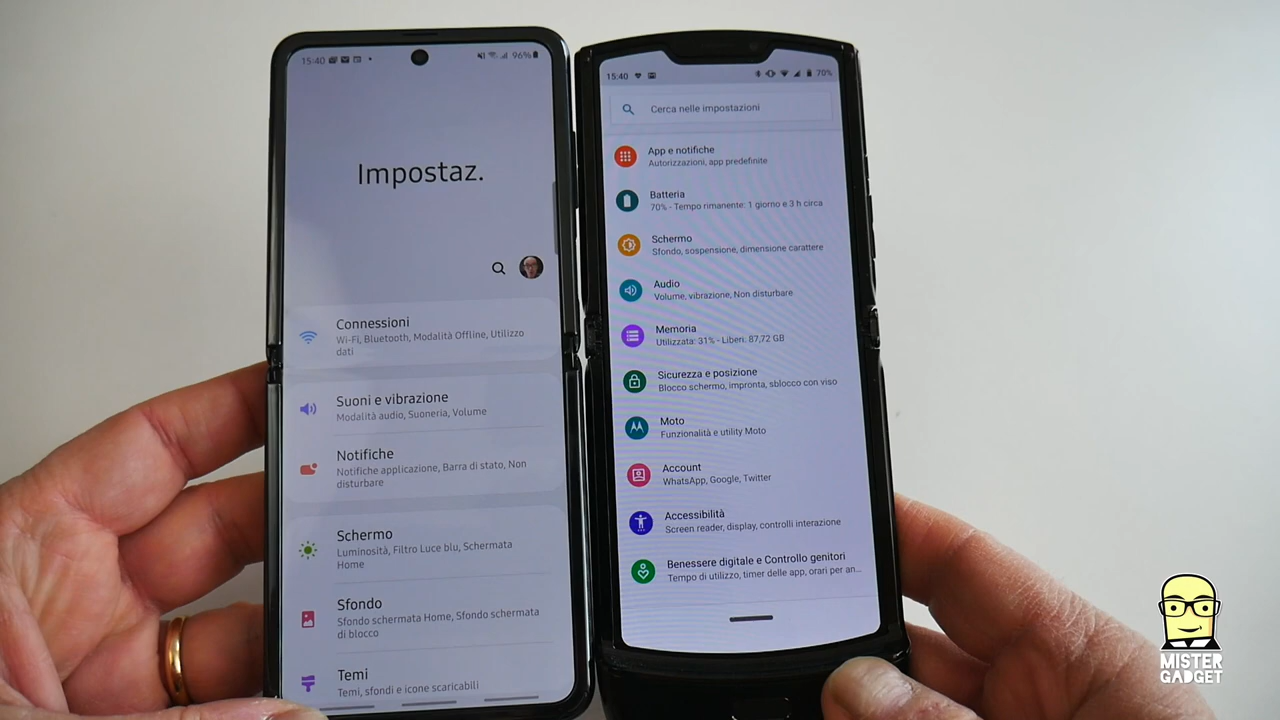 15:40
96%
Impostaz.
Connessioni
Wi-Fi, Bluetooth, Modalità Offline, Utilizzo
dati
Suoni e vibrazione
Modalità audio, Suoneria, Volume
Notifiche
Notifiche applicazione, Barra di stato, Non
disturbare
Schermo
Luminosità, Filtro Luce blu, Schermata
Home
Sfondo
Sfondo schermata Home, Sfondo schermata
di blocco
Temi
Temi, sfondi e icone scaricabili
15:40
70%
Cerca nelle impostazioni
App e notifiche
Autorizzazioni, app predefinite
Batteria
70% - Tempo rimanente: 1 giorno e 3 h circa
Schermo
Sfondo, sospensione, dimensione carattere
Audio
Volume, vibrazione, Non disturbare
Memoria
Utilizzata: 31% - Liberi: 87,72 GB
Sicurezza e posizione
Blocco schermo, impronta, sblocco con viso
Moto
Funzionalità e utility Moto
Account
WhatsApp, Google, Twitter
Accessibilità
Screen reader, display, controlli interazione
Benessere digitale e Controllo genitori
Tempo di utilizzo, timer delle app, orari per an...
MISTER
GADGET